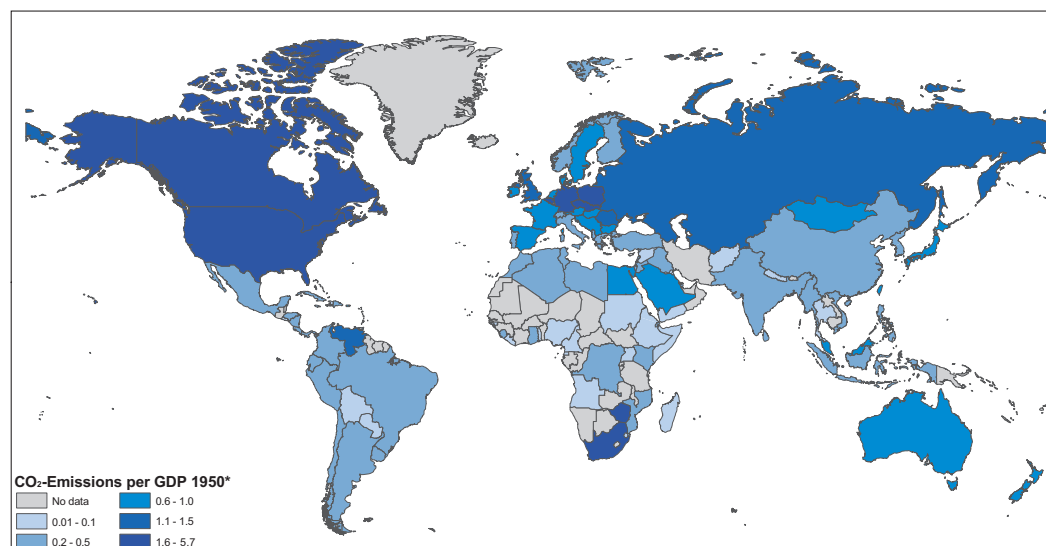 CO₂-Emissions per GDP 1950*
No data
0.01 - 0.1
0.2 - 0.5
0.6 - 1.0
1.1 - 1.5
1.6 - 5.7